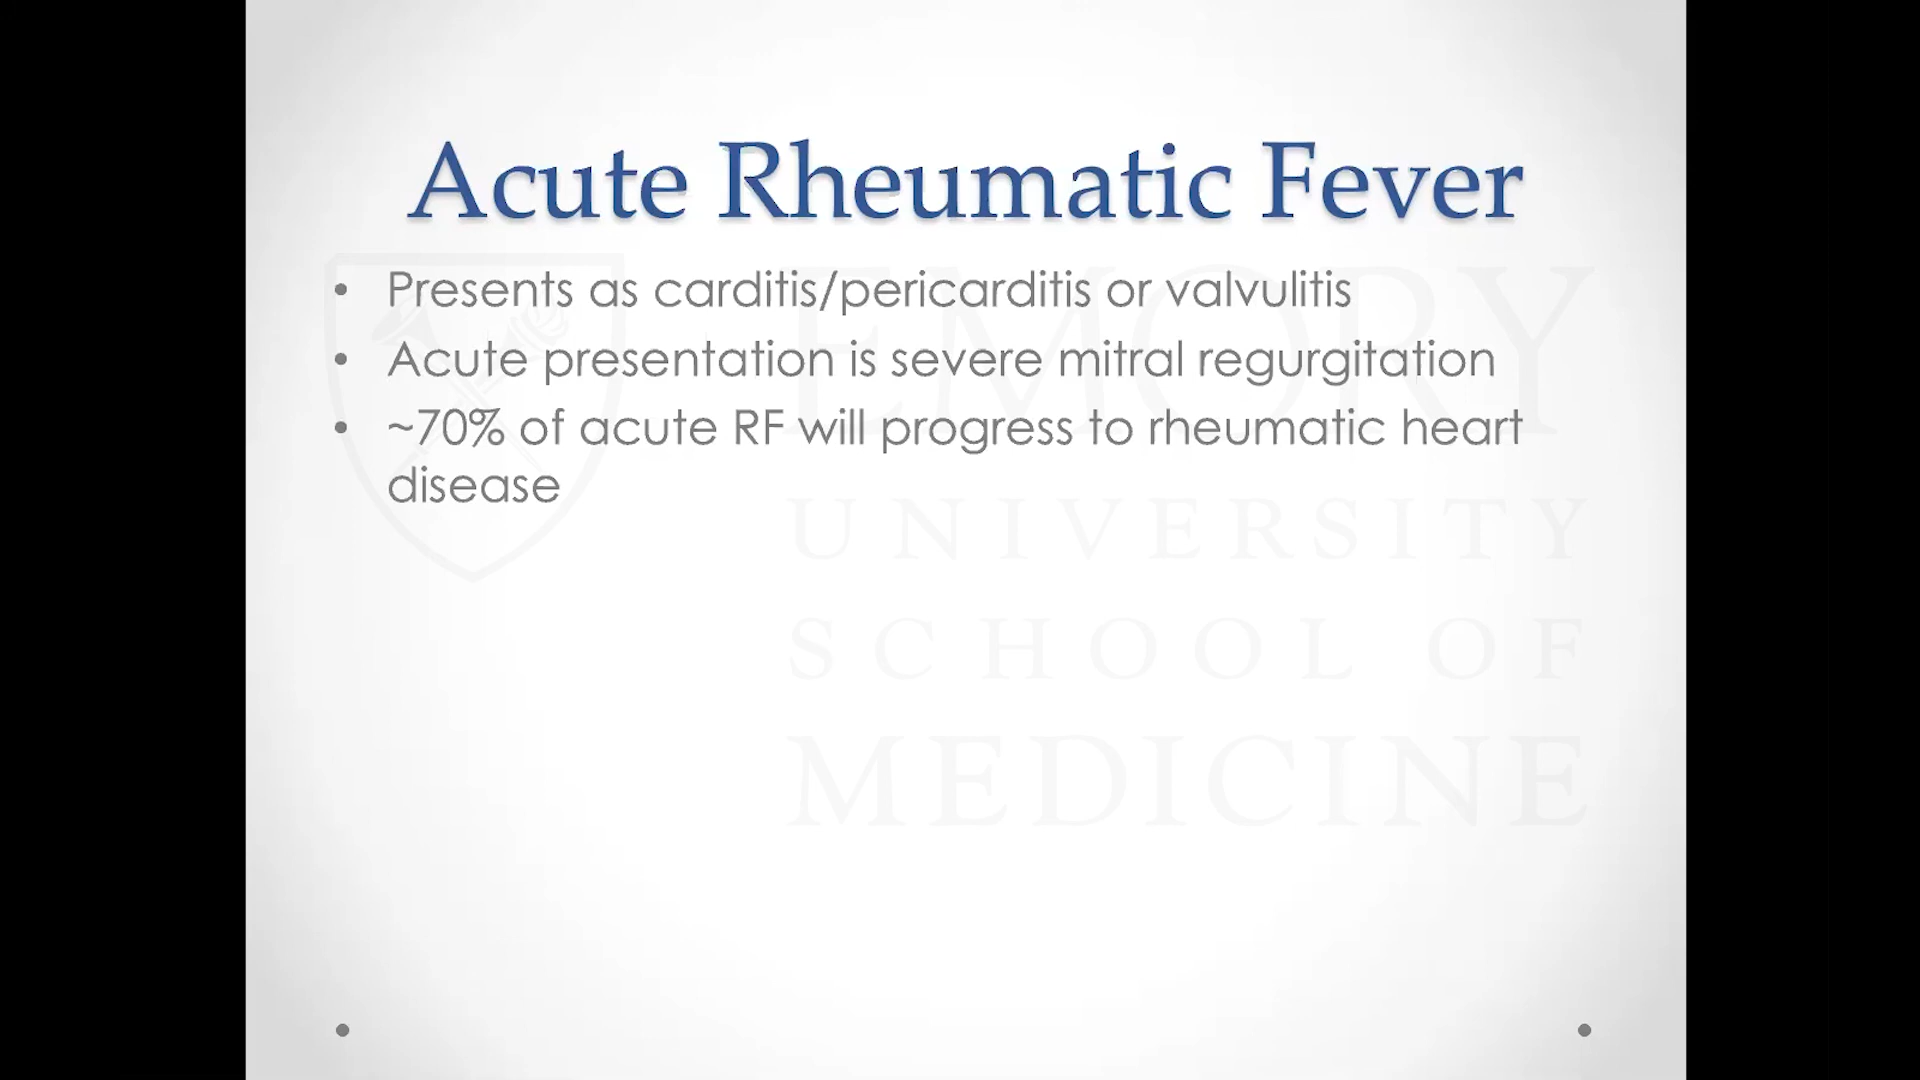 Acute Rheumatic Fever
• Presents as carditis/pericarditis or valvulitis
• Acute presentation is severe mitral regurgitation
• ~70% of acute RF will progress to rheumatic heart
disease
EMORY
UNIVERSITY
SCHOOL OF
MEDICINE